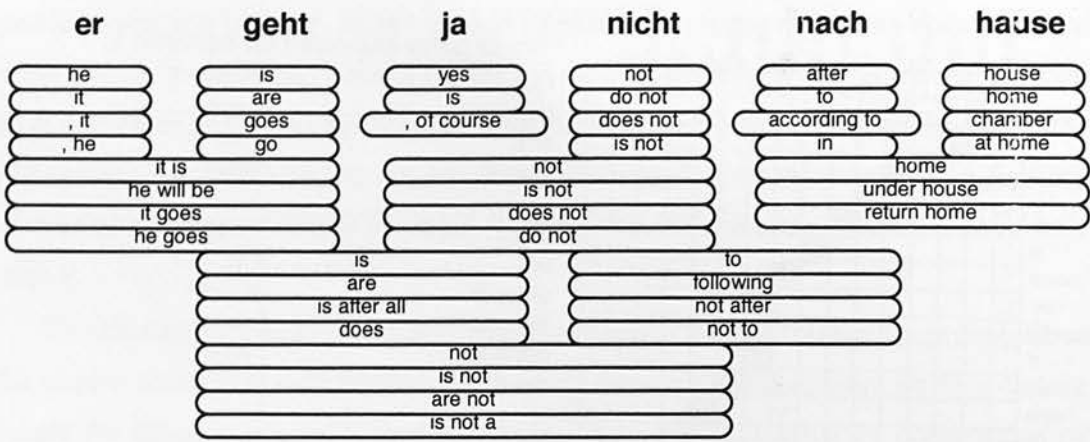 er geht ja nicht nach hause
he is yes not after house
it are is do not to home
, it goes , of course does not according to chamber
, he go is not in at home
it is not home
he will be is not under house
it goes does not return home
he goes do not
is to
are following
is after all not after
does not to
not
is not
are not
is not a